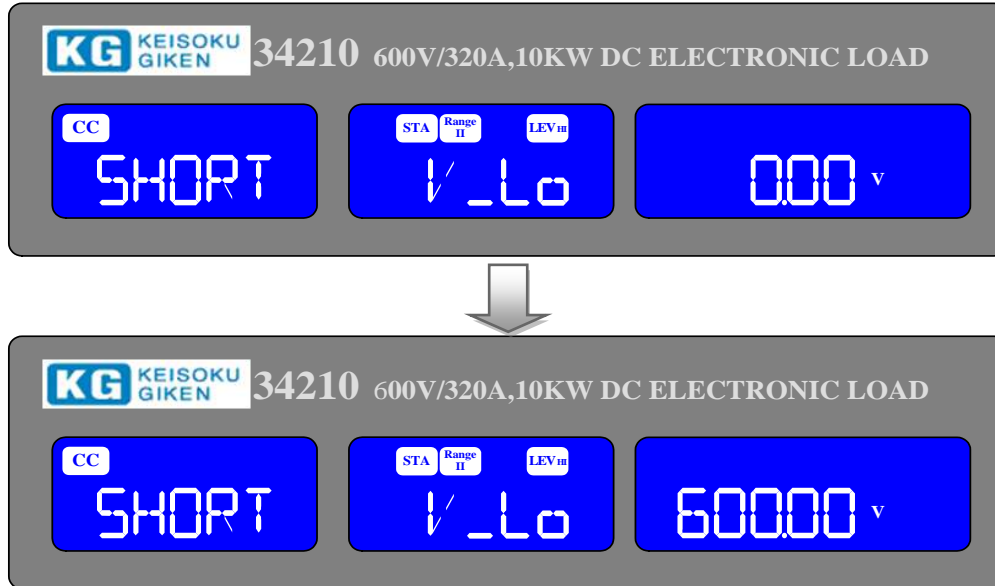 KG KEISOKU GIKEN 34210 600V/320A,10KW DC ELECTRONIC LOAD
CC STA Range II LEV HI
SHORT V_Lo 0.00 V
KG KEISOKU GIKEN 34210 600V/320A,10KW DC ELECTRONIC LOAD
CC STA Range II LEV HI
SHORT V_Lo 600.00 V